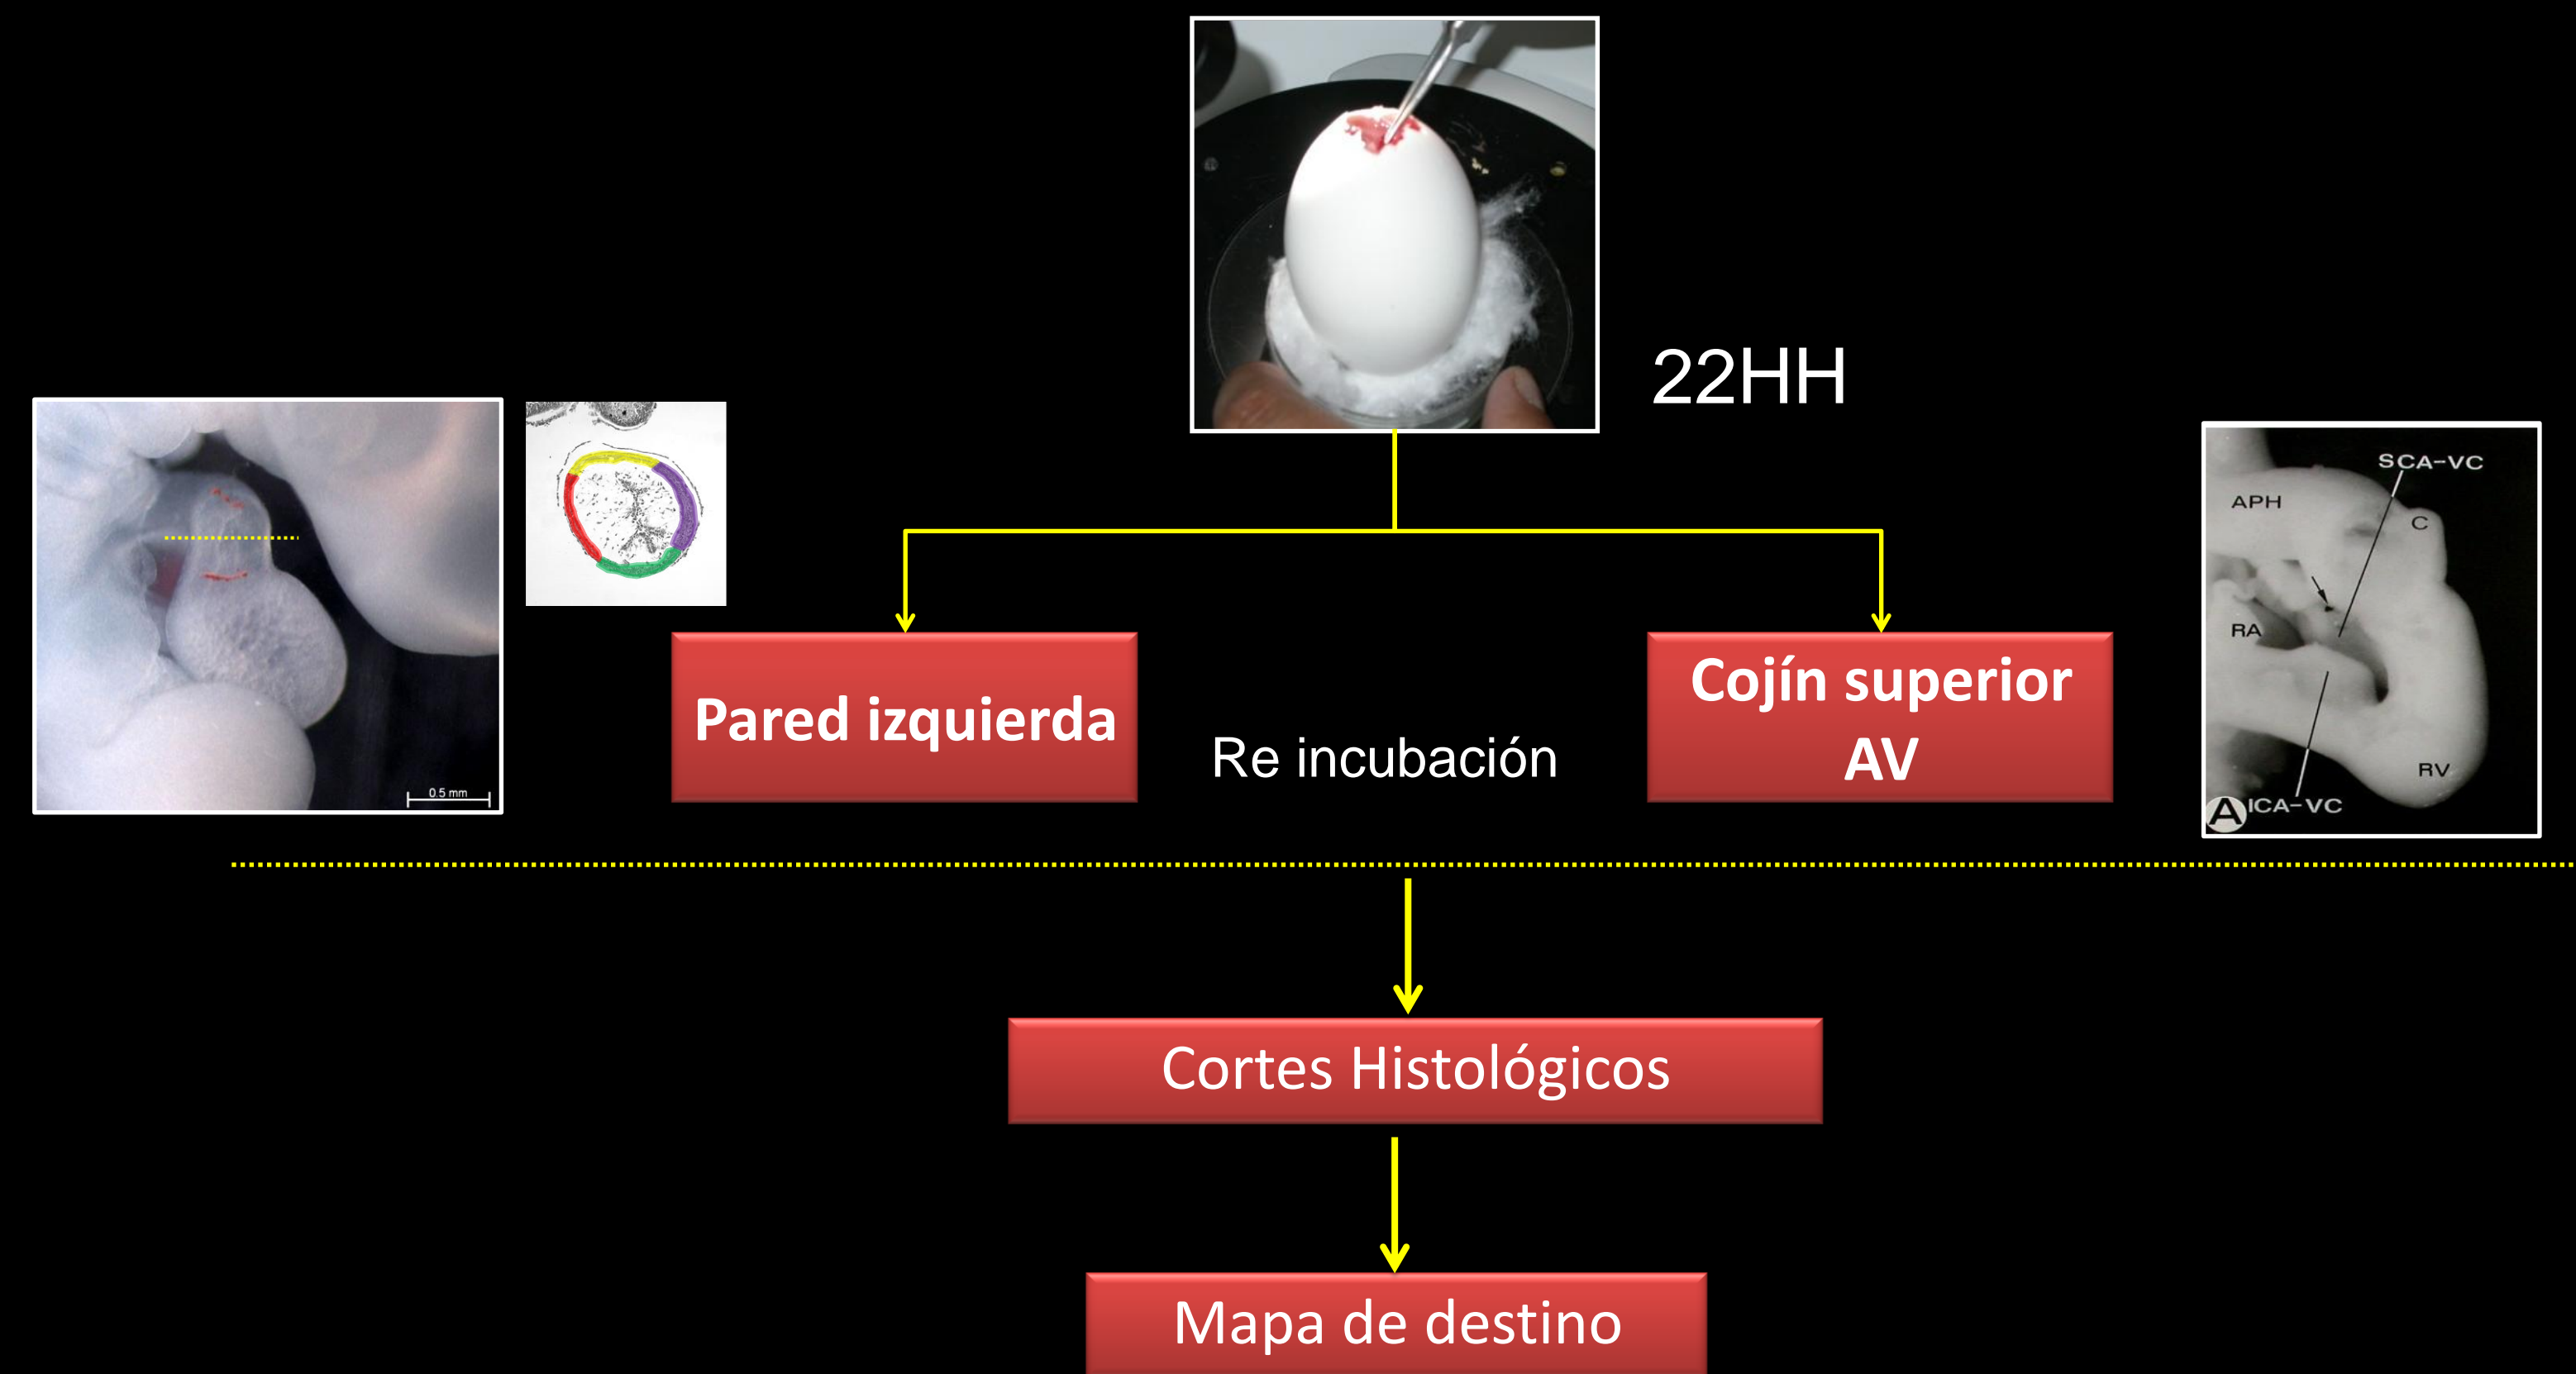 22HH
0.5 mm
SCA-VC
APH
C
RA
RV
A
ICA-VC
Pared izquierda
Re incubación
Cojín superior
AV
Cortes Histológicos
Mapa de destino